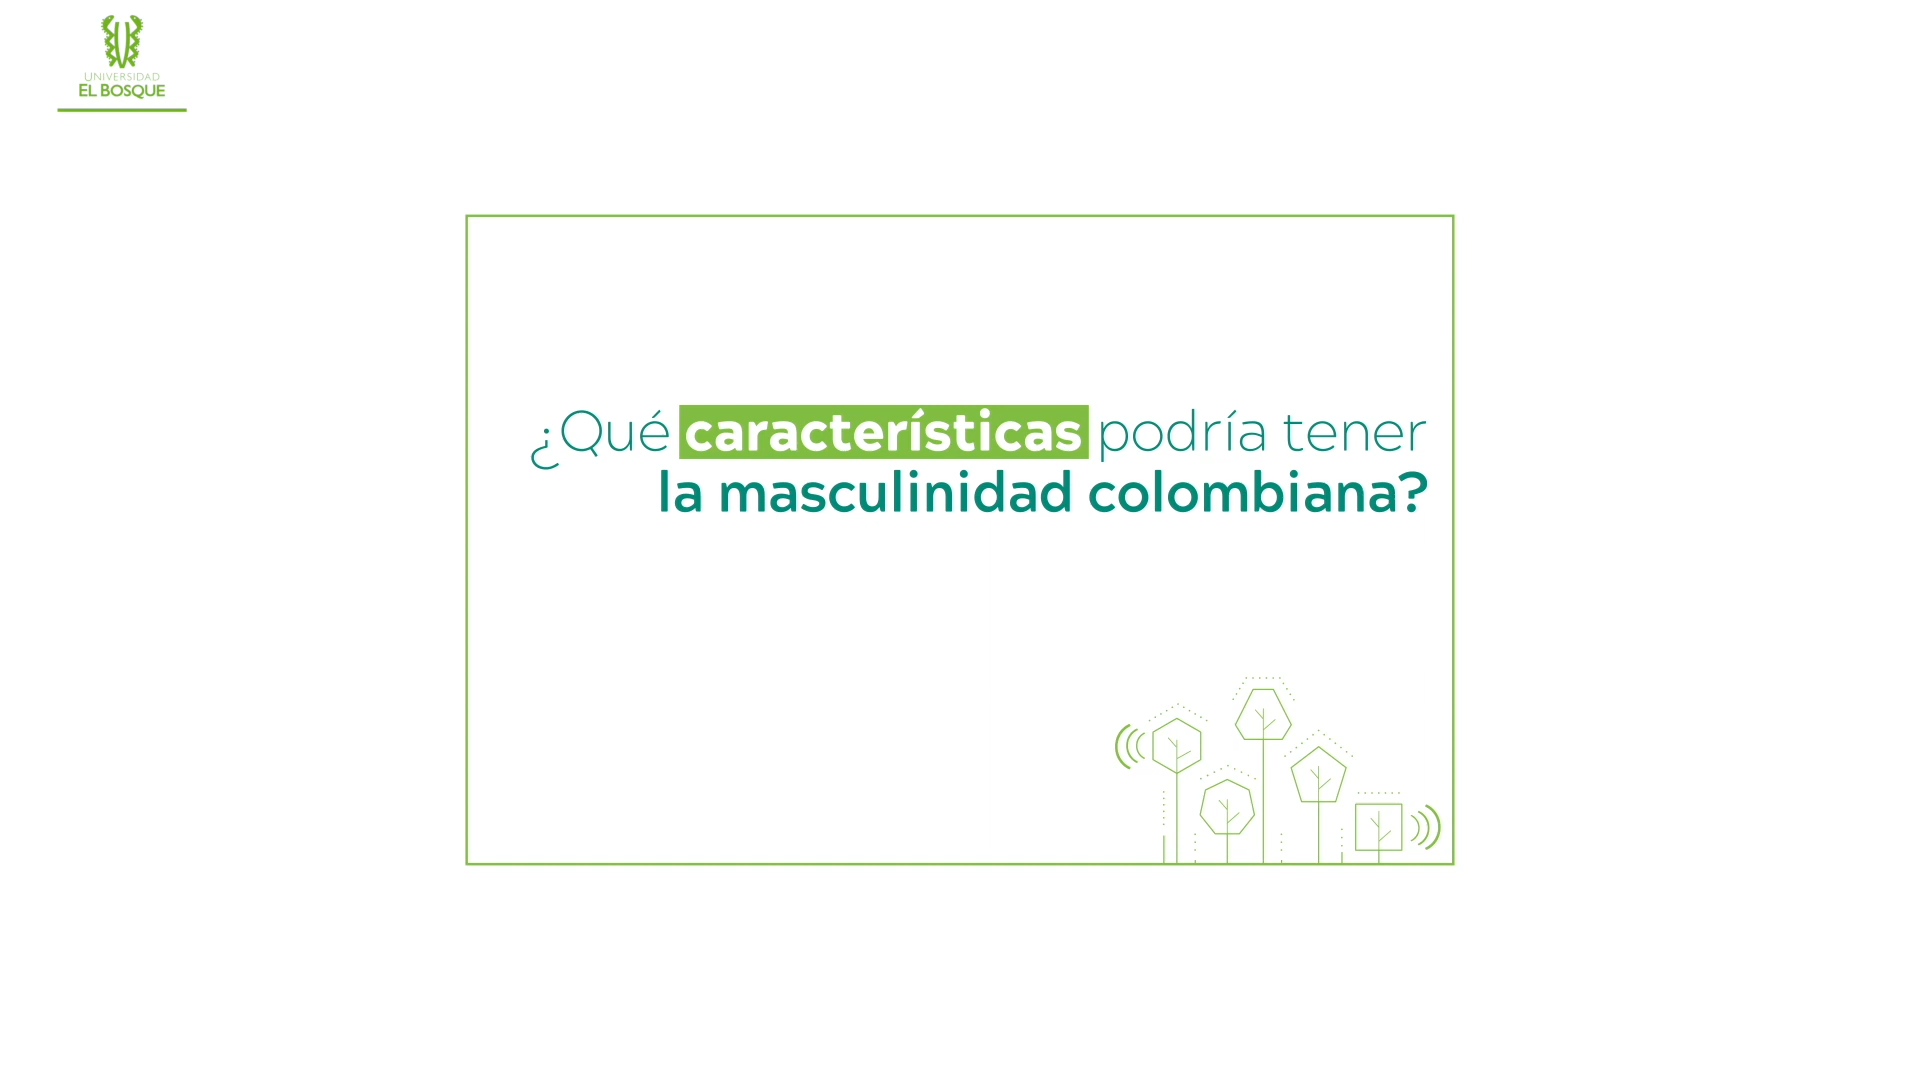 UNIVERSIDAD
EL BOSQUE
¿Qué características podría tener
la masculinidad colombiana?